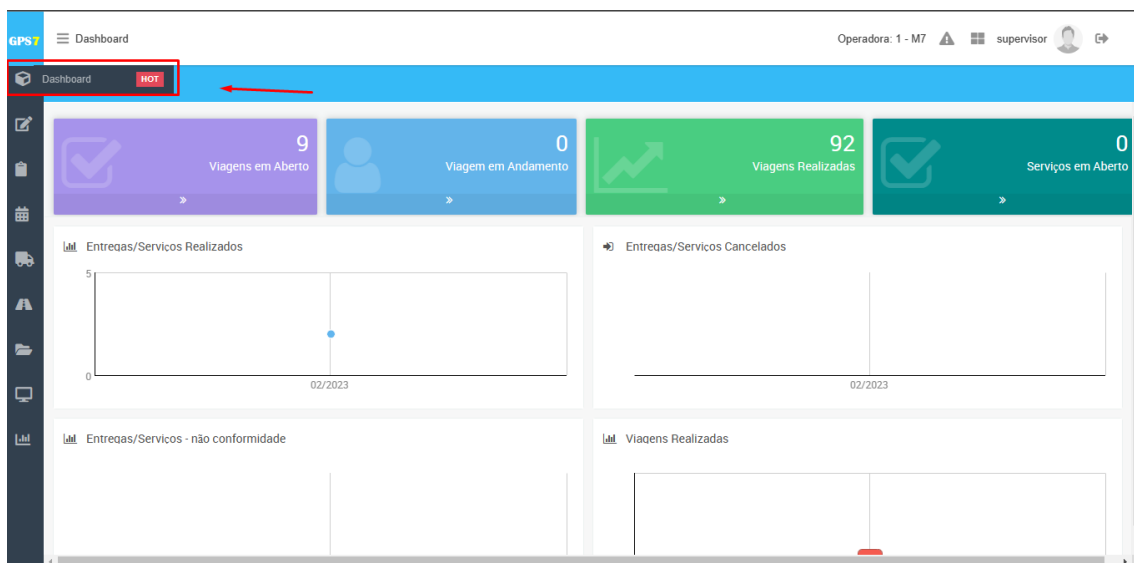 GPS7
Dashboard
Operadora: 1 - M7
supervisor
Dashboard
HOT
9
Viagens em Aberto
0
Viagem em Andamento
92
Viagens Realizadas
0
Serviços em Aberto
Entregas/Serviços Realizados
5
0
02/2023
Entregas/Serviços Cancelados
02/2023
Entregas/Serviços - não conformidade
Viagens Realizadas